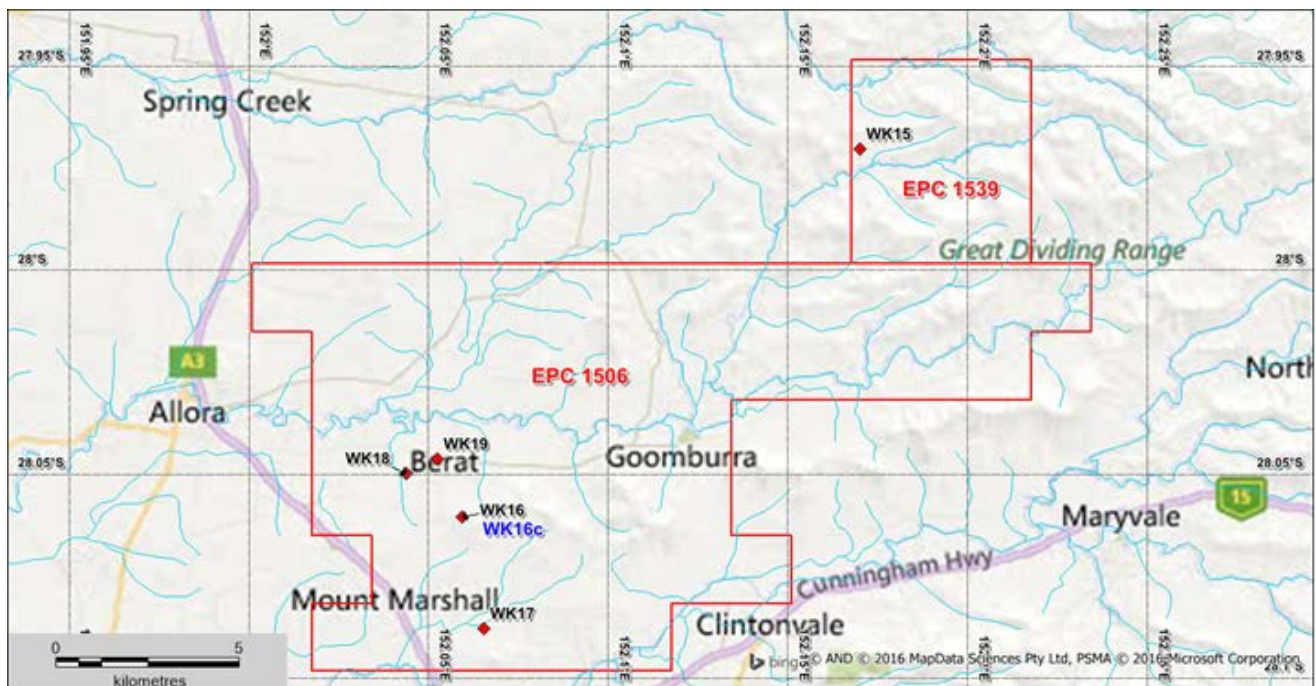 151.95°E
152°E
152.05°E
152.1°E
152.15°E
152.2°E
152.25°E
27.95°S
27.95°S
Spring Creek
WK15
EPC 1539
Great Dividing Range
28°S
28°S
A3
EPC 1506
North
Allora
WK19
WK18
Berat
Goomburra
28.05°S
28.05°S
15
WK16
WK16c
Maryvale
Cunningham Hwy
Mount Marshall
WK17
Clintonvale
0 5
kilometres
152.05°E
152.1°E
152.15°E
bing © AND © 2016 MapData Sciences Pty Ltd, PSMA © 2016 Microsoft Corporation